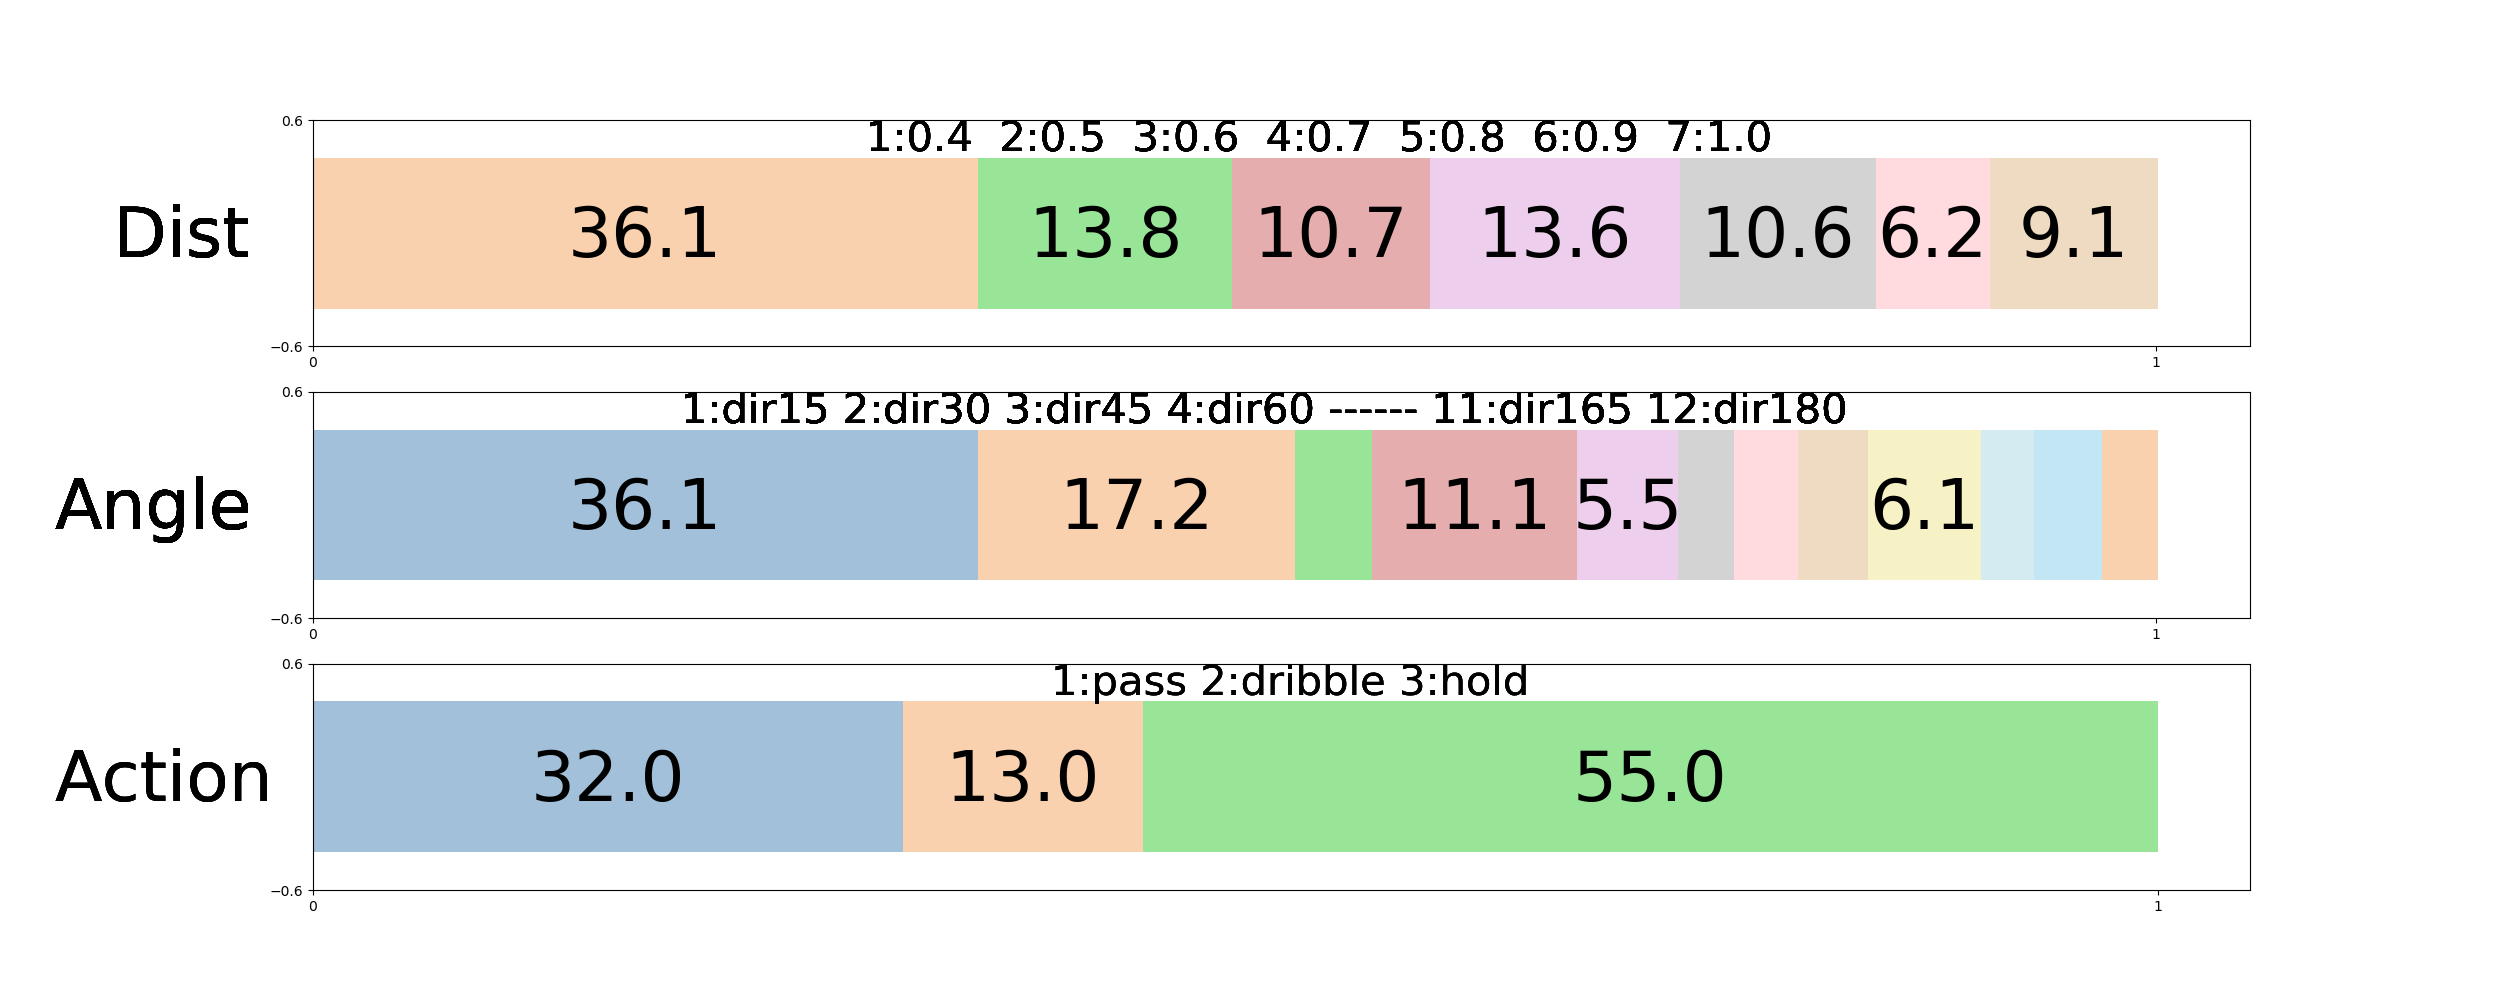 0.6
1:0.4 2:0.5 3:0.6 4:0.7 5:0.8 6:0.9 7:1.0
Dist
36.1 13.8 10.7 13.6 10.6 6.2 9.1
−0.6
0 1
0.6
1:dir15 2:dir30 3:dir45 4:dir60 ------ 11:dir165 12:dir180
Angle
36.1 17.2 11.1 5.5 6.1
−0.6
0 1
0.6
1:pass 2:dribble 3:hold
Action
32.0 13.0 55.0
−0.6
0 1